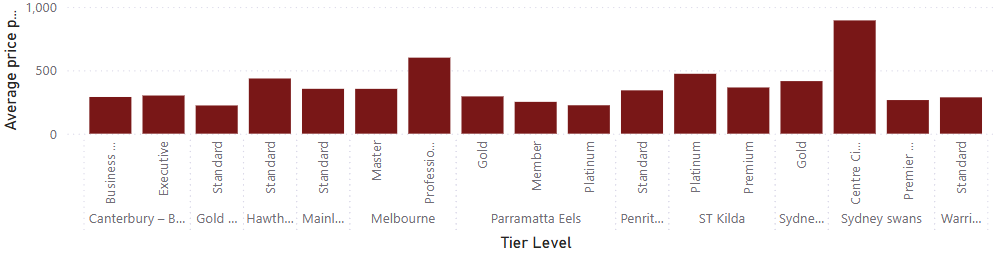 Average price p...
1,000
500
0
Business ...
Executive
Standard
Standard
Standard
Master
Professio...
Gold
Member
Platinum
Standard
Platinum
Premium
Gold
Centre Ci...
Premier ...
Standard
Canterbury – B...
Gold ...
Hawth...
Mainl...
Melbourne
Parramatta Eels
Penrit...
ST Kilda
Sydne...
Sydney swans
Warri...
Tier Level